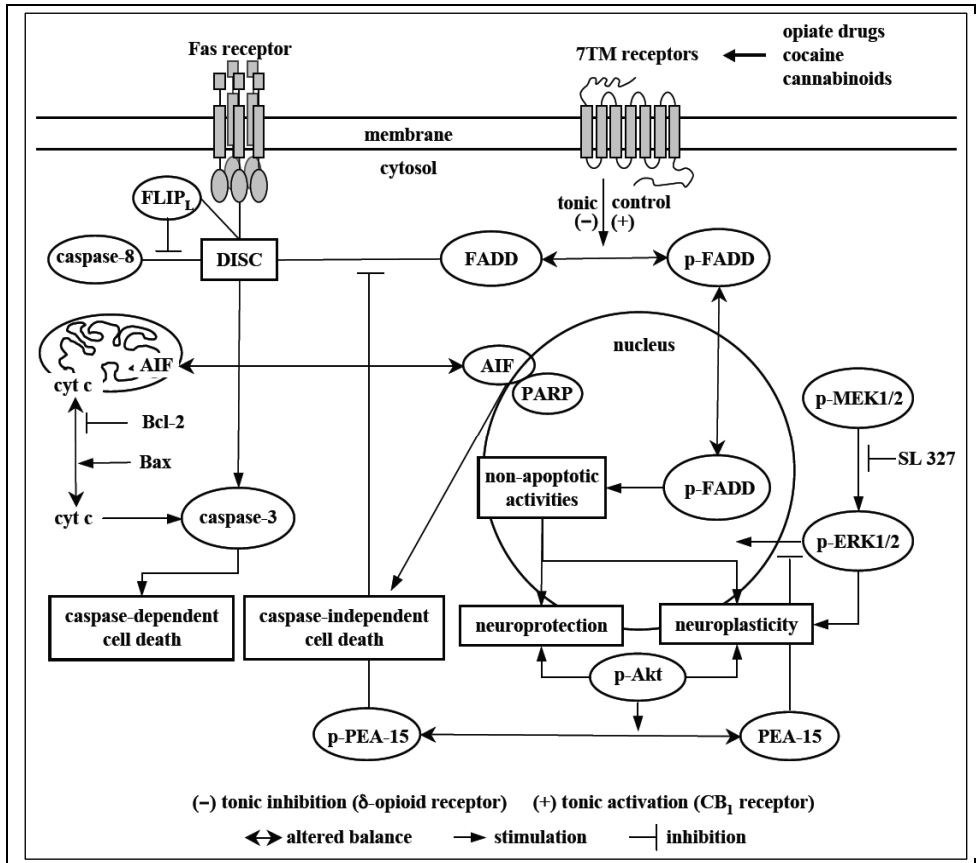 opiate drugs
Fas receptor
7TM receptors
cocaine
cannabinoids
membrane
cytosol
FLIPL
tonic control
(−) (+)
caspase-8
DISC
FADD
p-FADD
nucleus
AIF
cyt c
AIF
PARP
p-MEK1/2
Bcl-2
SL 327
Bax
non-apoptotic
activities
p-FADD
cyt c
caspase-3
p-ERK1/2
caspase-dependent
cell death
caspase-independent
cell death
neuroprotection
neuroplasticity
p-Akt
p-PEA-15
PEA-15
(−) tonic inhibition (δ-opioid receptor) (+) tonic activation (CB1 receptor)
altered balance stimulation inhibition